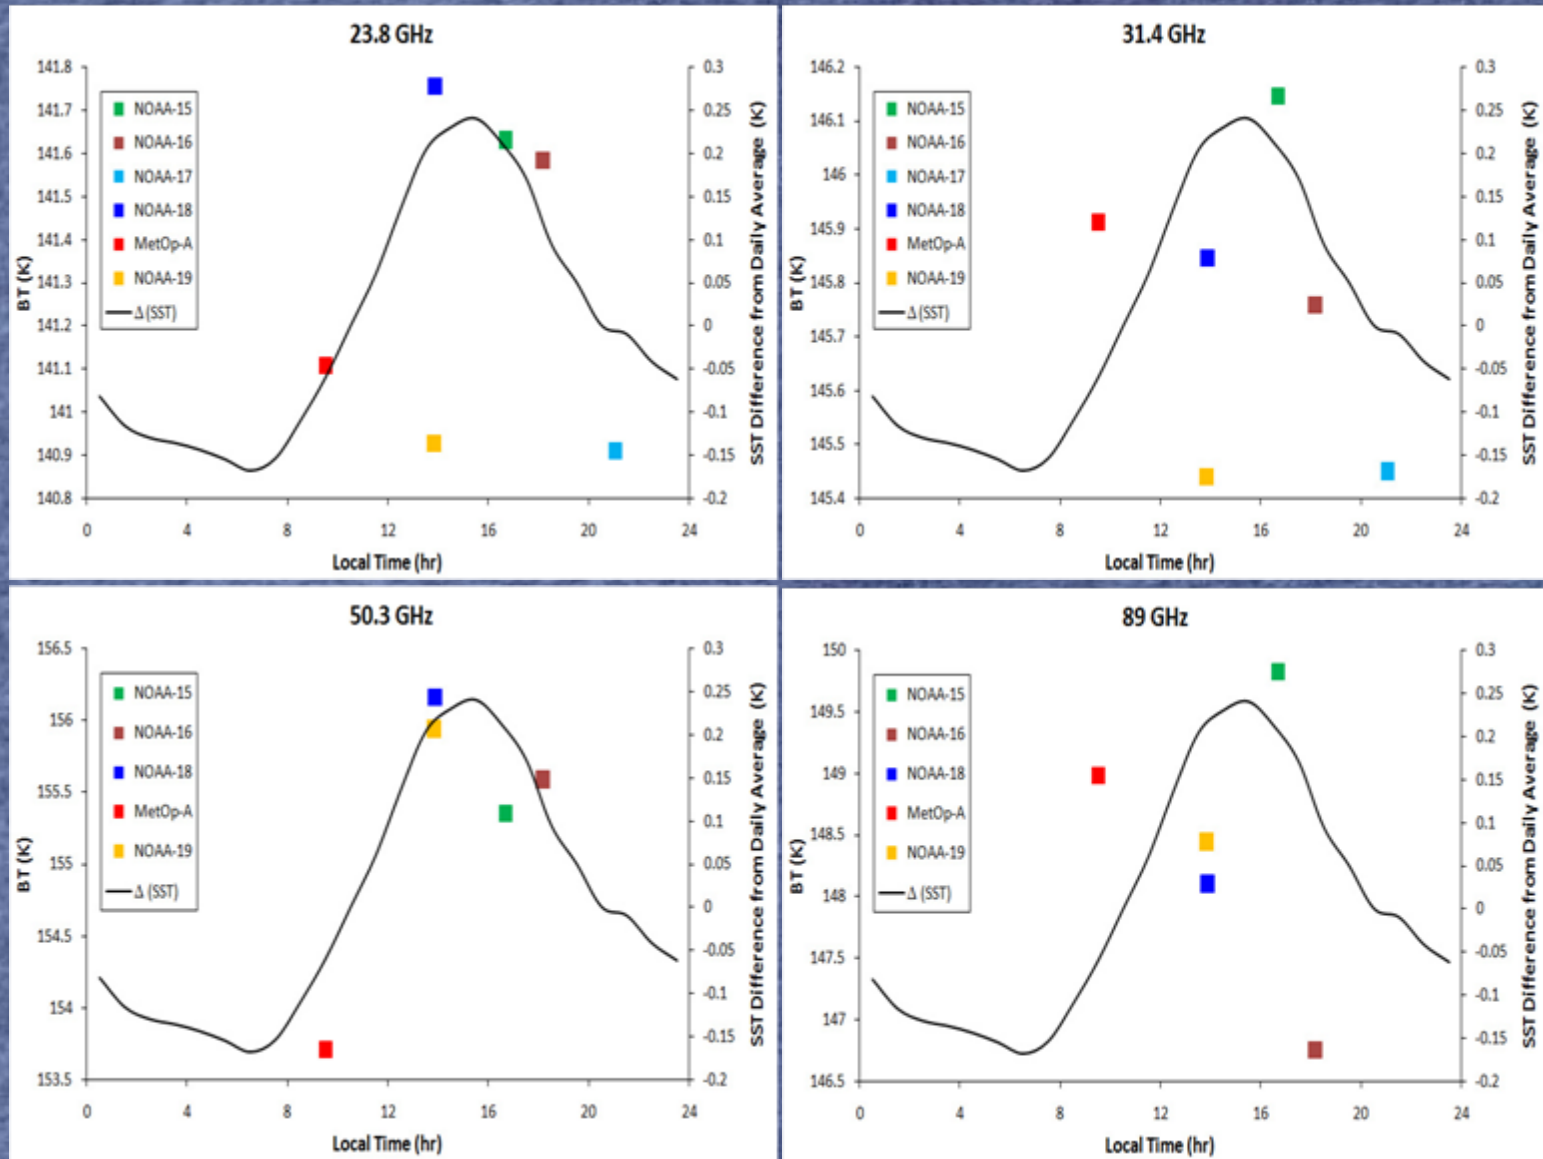 23.8 GHz
141.8
141.7
141.6
141.5
141.4
141.3
141.2
141.1
141
140.9
140.8
BT (K)
NOAA-15
NOAA-16
NOAA-17
NOAA-18
MetOp-A
NOAA-19
Δ (SST)
0.3
0.25
0.2
0.15
0.1
0.05
0
-0.05
-0.1
-0.15
-0.2
SST Difference from Daily Average (K)
0 4 8 12 16 20 24
Local Time (hr)
31.4 GHz
146.2
146.1
146
145.9
145.8
145.7
145.6
145.5
145.4
BT (K)
NOAA-15
NOAA-16
NOAA-17
NOAA-18
MetOp-A
NOAA-19
Δ (SST)
0.3
0.25
0.2
0.15
0.1
0.05
0
-0.05
-0.1
-0.15
-0.2
SST Difference from Daily Average (K)
0 4 8 12 16 20 24
Local Time (hr)
50.3 GHz
156.5
156
155.5
155
154.5
154
153.5
BT (K)
NOAA-15
NOAA-16
NOAA-18
MetOp-A
NOAA-19
Δ (SST)
0.3
0.25
0.2
0.15
0.1
0.05
0
-0.05
-0.1
-0.15
-0.2
SST Difference from Daily Average (K)
0 4 8 12 16 20 24
Local Time (hr)
89 GHz
150
149.5
149
148.5
148
147.5
147
146.5
BT (K)
NOAA-15
NOAA-16
NOAA-18
MetOp-A
NOAA-19
Δ (SST)
0.3
0.25
0.2
0.15
0.1
0.05
0
-0.05
-0.1
-0.15
-0.2
SST Difference from Daily Average (K)
0 4 8 12 16 20 24
Local Time (hr)